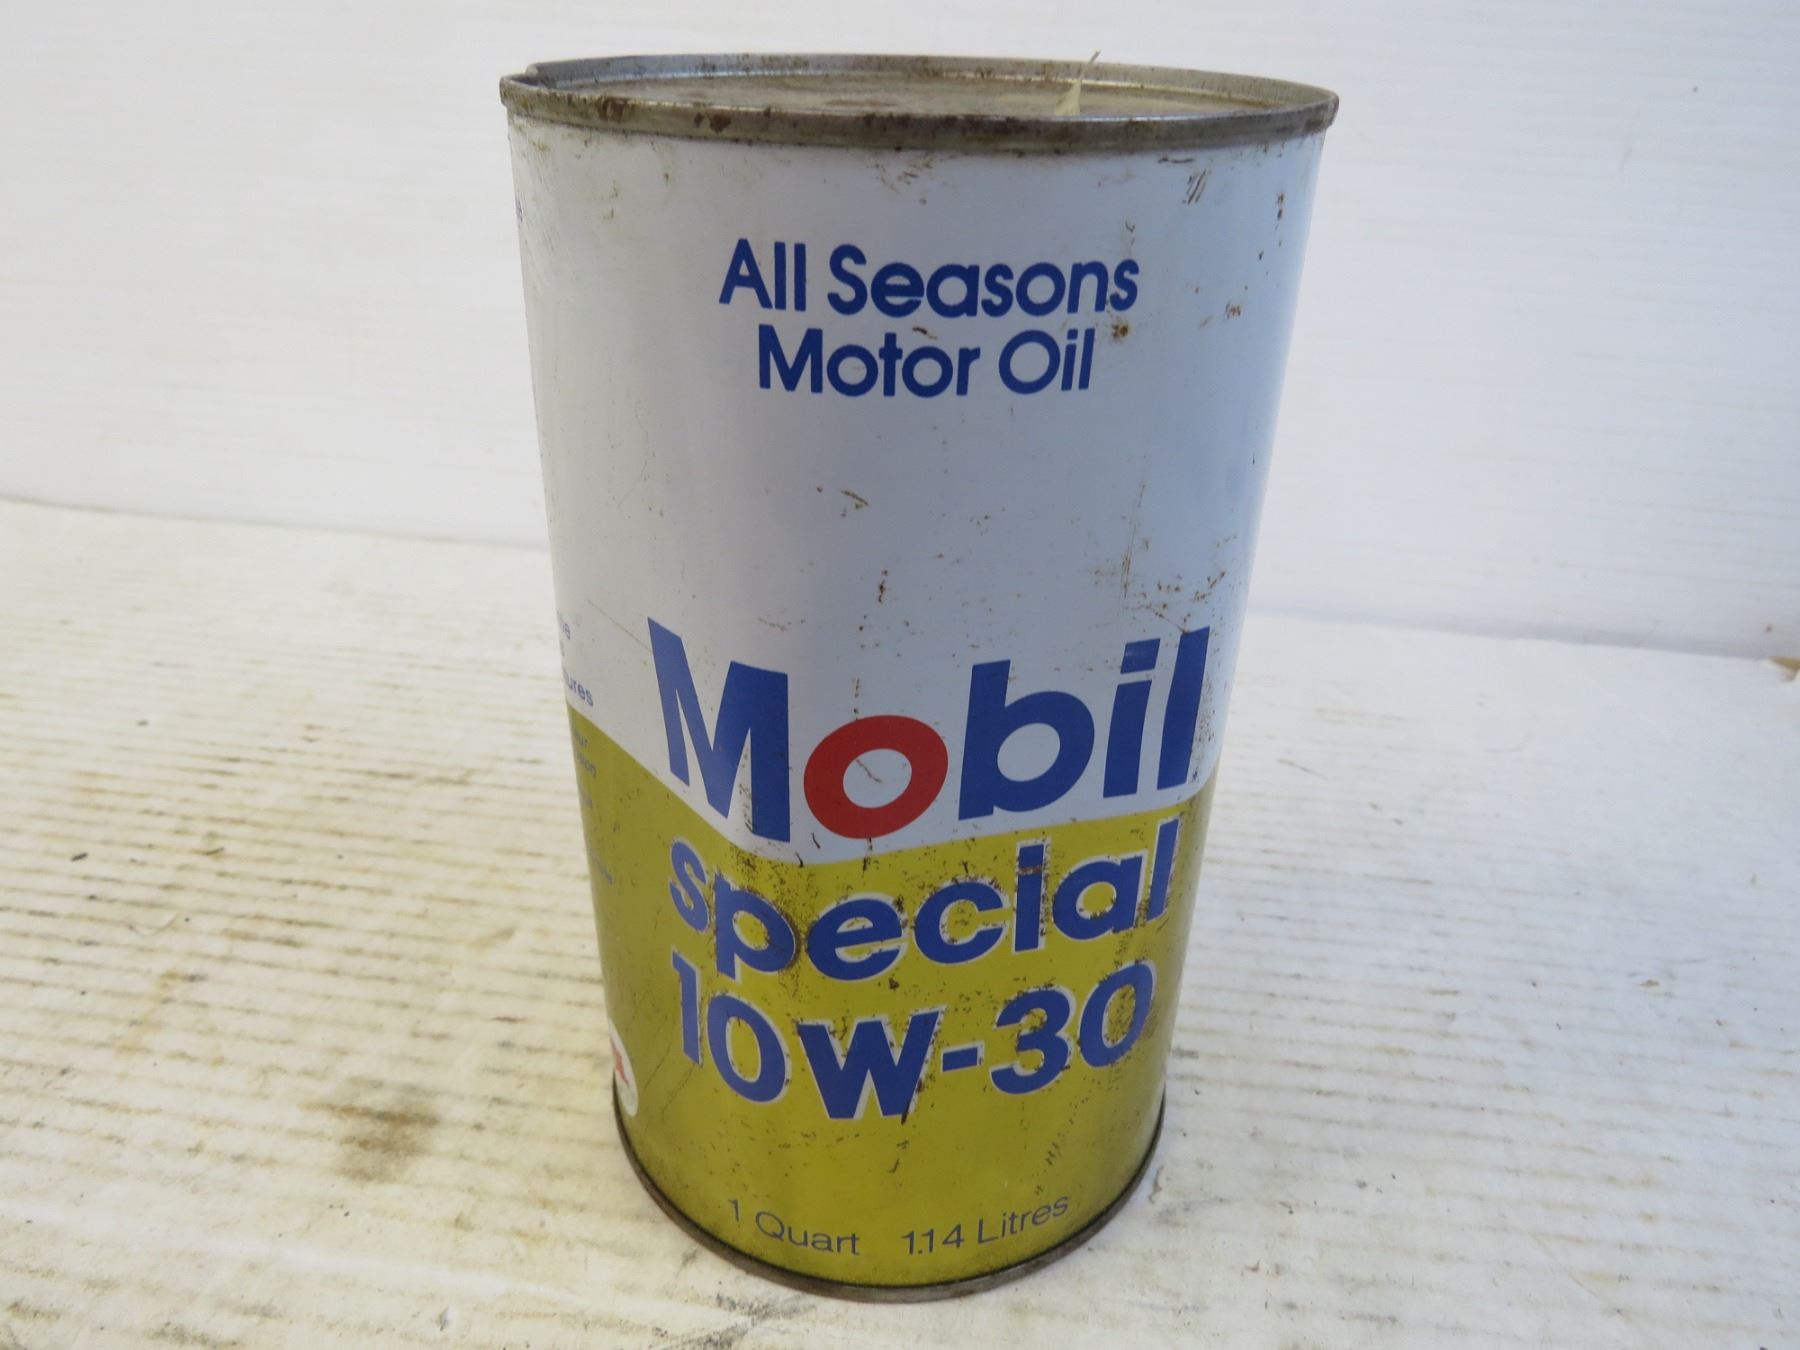 All Seasons
Motor Oil
Mobil
special
10W-30
1 Quart 1.14 Litres